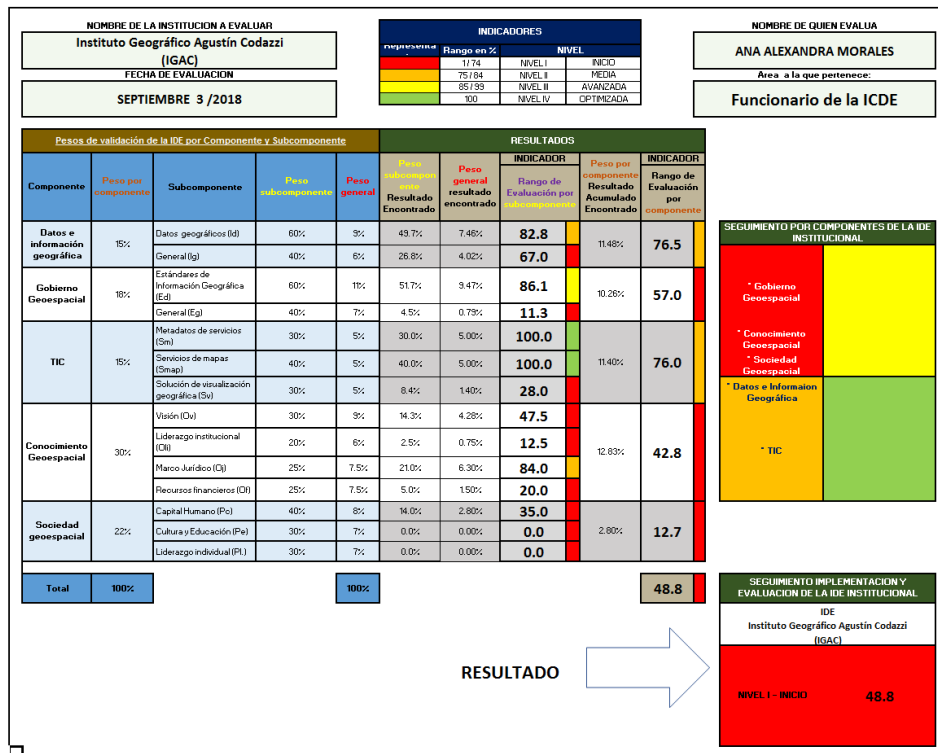 NOMBRE DE LA INSTITUCION A EVALUAR
Instituto Geográfico Agustín Codazzi
(IGAC)
FECHA DE EVALUACION
SEPTIEMBRE 3 /2018
INDICADORES
Rango en % NIVEL
1/74 NIVEL I INICIO
75/84 NIVEL II MEDIA
85/99 NIVEL III AVANZADA
100 NIVEL IV OPTIMIZADA
NOMBRE DE QUIEN EVALUA
ANA ALEXANDRA MORALES
Area a la que pertenece:
Funcionario de la ICDE
Pesos de validación de la IDE por Componente y Subcomponente
RESULTADOS
Componente
Peso por
componente
Subcomponente
Peso
subcomponente
Peso
general
Peso
subcompon
ente
Resultado
Encontrado
Peso
general
resultado
encontrado
INDICADOR
Rango de
Evaluación por
subcomponente
Peso por
componente
Resultado
Acumulado
Encontrado
INDICADOR
Rango de
Evaluación
por
componente
Datos e
información
geográfica
15%
Datos geográficos (Id) 60% 9% 49.7% 7.46% 82.8
General (Ig) 40% 6% 26.8% 4.02% 67.0
11.48% 76.5
Gobierno
Geoespacial
18%
Estándares de
Información Geográfica
(Ed)
60% 11% 51.7% 9.47% 86.1
General (Eg) 40% 7% 4.5% 0.79% 11.3
10.26% 57.0
TIC
15%
Metadatos de servicios
(Sm)
30% 5% 30.0% 5.00% 100.0
Servicios de mapas
(Smap)
40% 5% 40.0% 5.00% 100.0
Solución de visualización
geográfica (Sv)
30% 5% 8.4% 1.40% 28.0
11.40% 76.0
Conocimiento
Geoespacial
30%
Visión (Ov) 30% 9% 14.3% 4.28% 47.5
Liderazgo institucional
(Oli)
20% 6% 2.5% 0.75% 12.5
Marco Jurídico (Oj) 25% 7.5% 21.0% 6.30% 84.0
Recursos financieros (Of) 25% 7.5% 5.0% 1.50% 20.0
12.83% 42.8
Sociedad
geoespacial
22%
Capital Humano (Pc) 40% 8% 14.0% 2.80% 35.0
Cultura y Educación (Pe) 30% 7% 0.0% 0.00% 0.0
Liderazgo individual (Pl.) 30% 7% 0.0% 0.00% 0.0
2.80% 12.7
Total 100% 100% 48.8
SEGUIMIENTO POR COMPONENTES DE LA IDE
INSTITUCIONAL
* Gobierno
Geoespacial
* Conocimiento
Geoespacial
* Sociedad
Geoespacial
* Datos e Informaion
Geográfica
* TIC
SEGUIMIENTO IMPLEMENTACION Y
EVALUACION DE LA IDE INSTITUCIONAL
IDE
Instituto Geográfico Agustín Codazzi
(IGAC)
RESULTADO
NIVEL I - INICIO 48.8